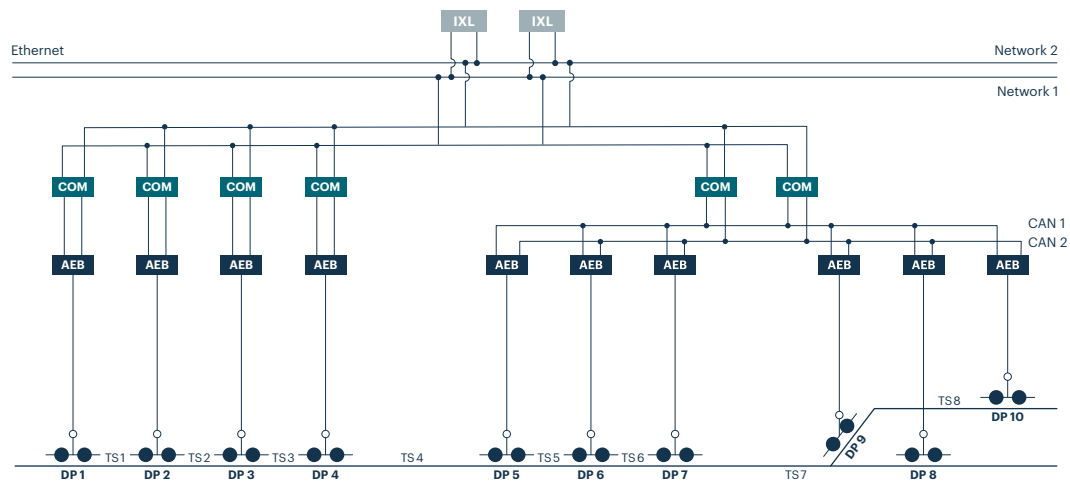 IXL IXL
Ethernet Network 2
Network 1
COM COM COM COM COM COM
CAN 1
CAN 2
AEB AEB AEB AEB AEB AEB AEB AEB AEB AEB
TS8
DP 10
DP 9
TS1 TS2 TS3 TS4 TS5 TS6
DP 1 DP 2 DP 3 DP 4 DP 5 DP 6 DP 7 TS7 DP 8